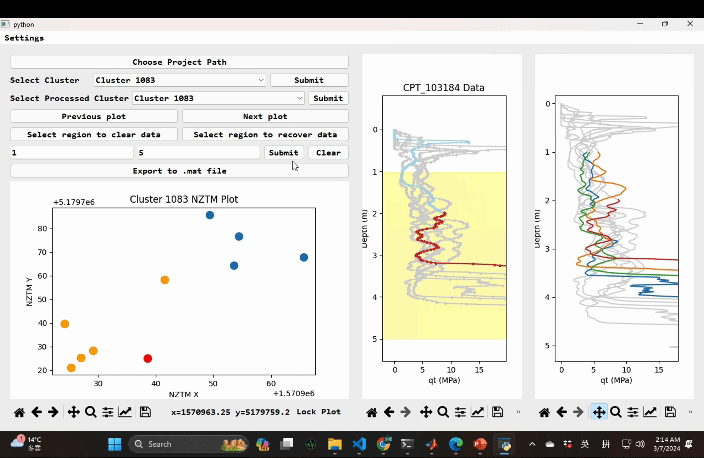 python
Settings
Choose Project Path
Select Cluster Cluster 1083 Submit
Select Processed Cluster Cluster 1083 Submit
Previous plot Next plot
Select region to clear data Select region to recover data
1 5 Submit Clear
Export to .mat file
+5.1797e6 Cluster 1083 NZTM Plot
80
70
60
50
40
30
20
NZTM Y
30 40 50 60
NZTM X +1.5709e6
x=1570963.25 y=5179759.2 Lock Plot
CPT_103184 Data
0
1
2
3
4
5
Depth (m)
0 5 10 15
qt (MPa)
0
1
2
3
4
5
Depth (m)
0 5 10 15
qt (MPa)
14°C
多雲
Search
英 拼
2:14 AM
3/7/2024